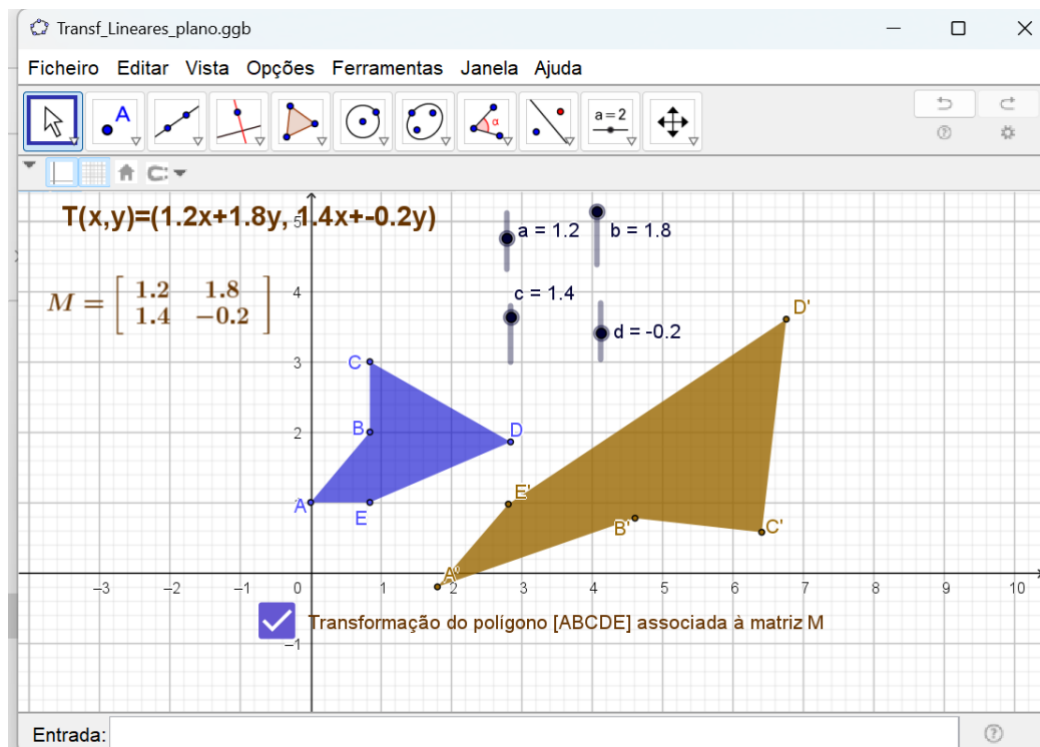 Transf_Lineares_plano.ggb
Ficheiro Editar Vista Opções Ferramentas Janela Ajuda
A
α
a=2
T(x,y)=(1.2x+1.8y, 1.4x+-0.2y)
a = 1.2
b = 1.8
c = 1.4
d = -0.2
M = [ 1.2 1.8
1.4 −0.2 ]
5
4
3
2
1
−1
−3 −2 −1 0 1 2 3 4 5 6 7 8 9 10
C
B
D
A
E
D'
E'
B'
C'
A'
Transformação do polígono [ABCDE] associada à matriz M
Entrada: